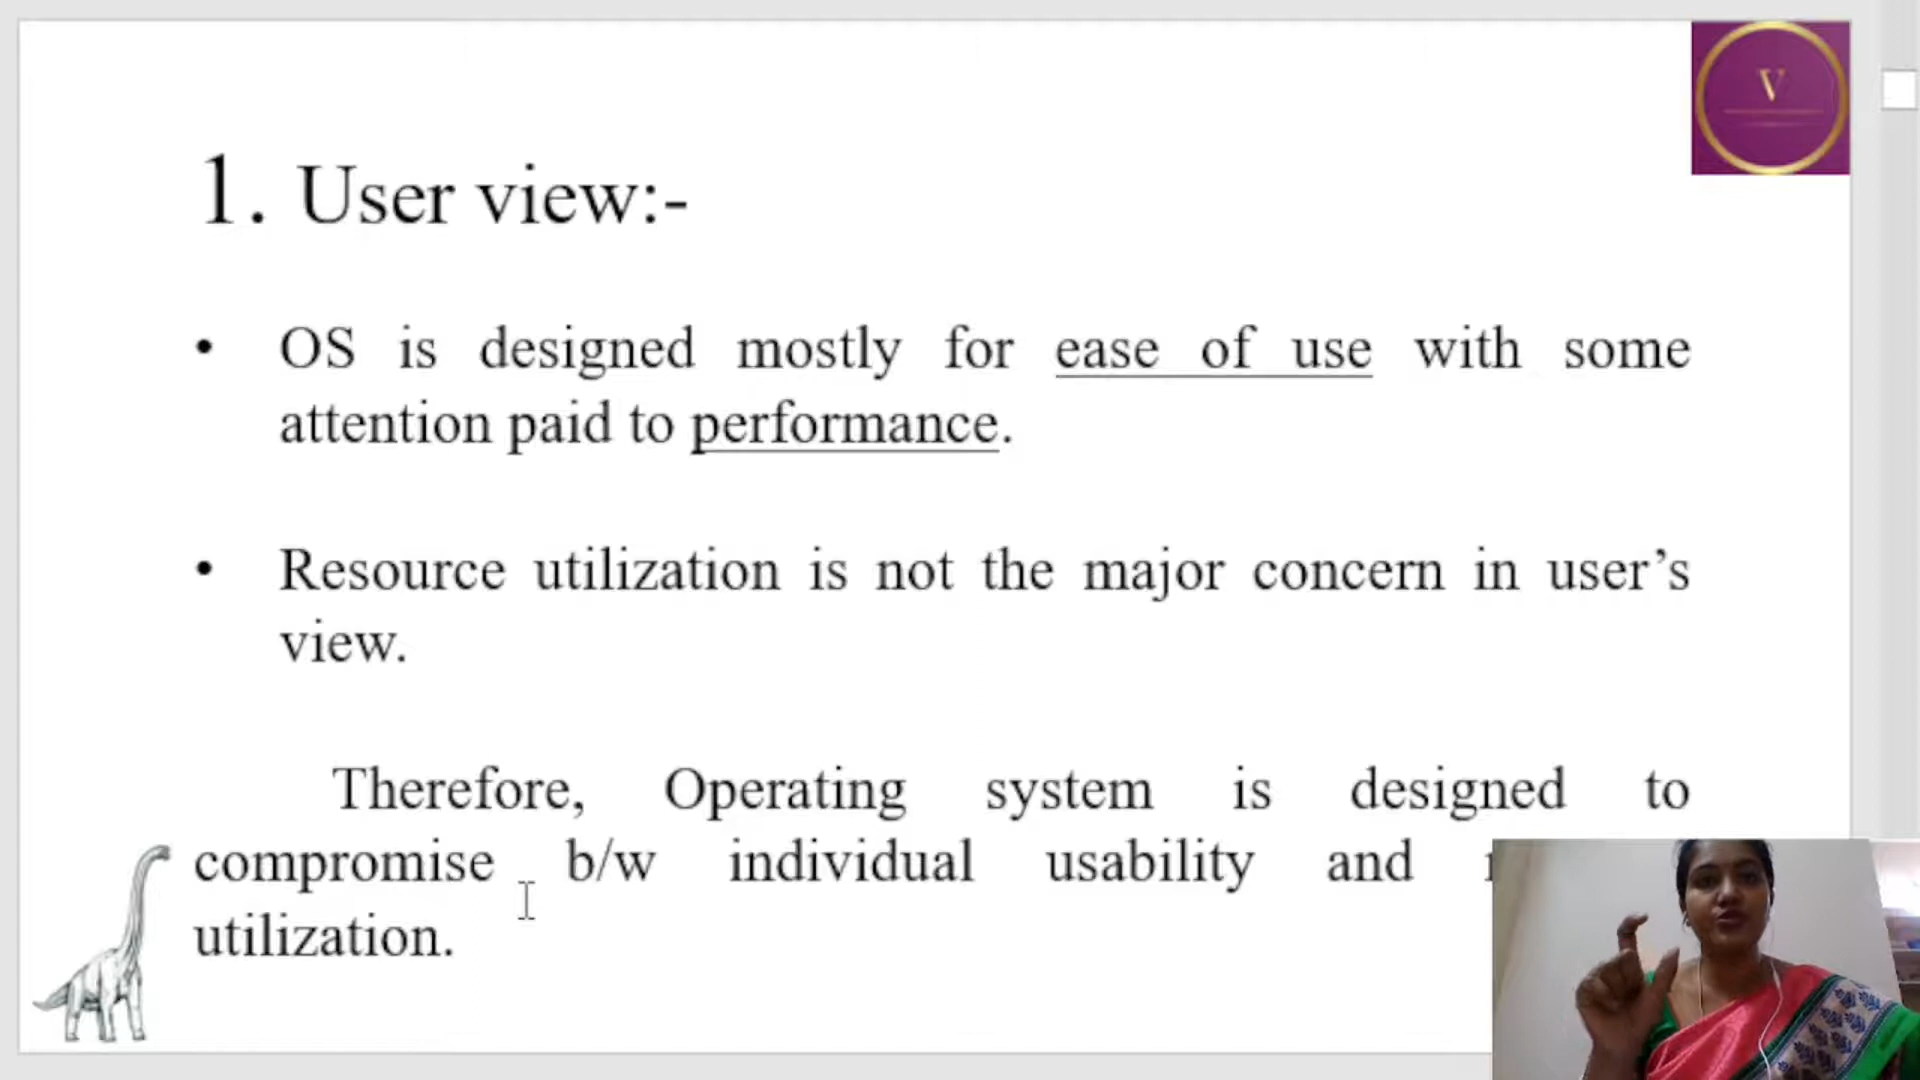 V
1. User view:-
• OS is designed mostly for ease of use with some
attention paid to performance.
• Resource utilization is not the major concern in user’s
view.
Therefore, Operating system is designed to
compromise b/w individual usability and
utilization.